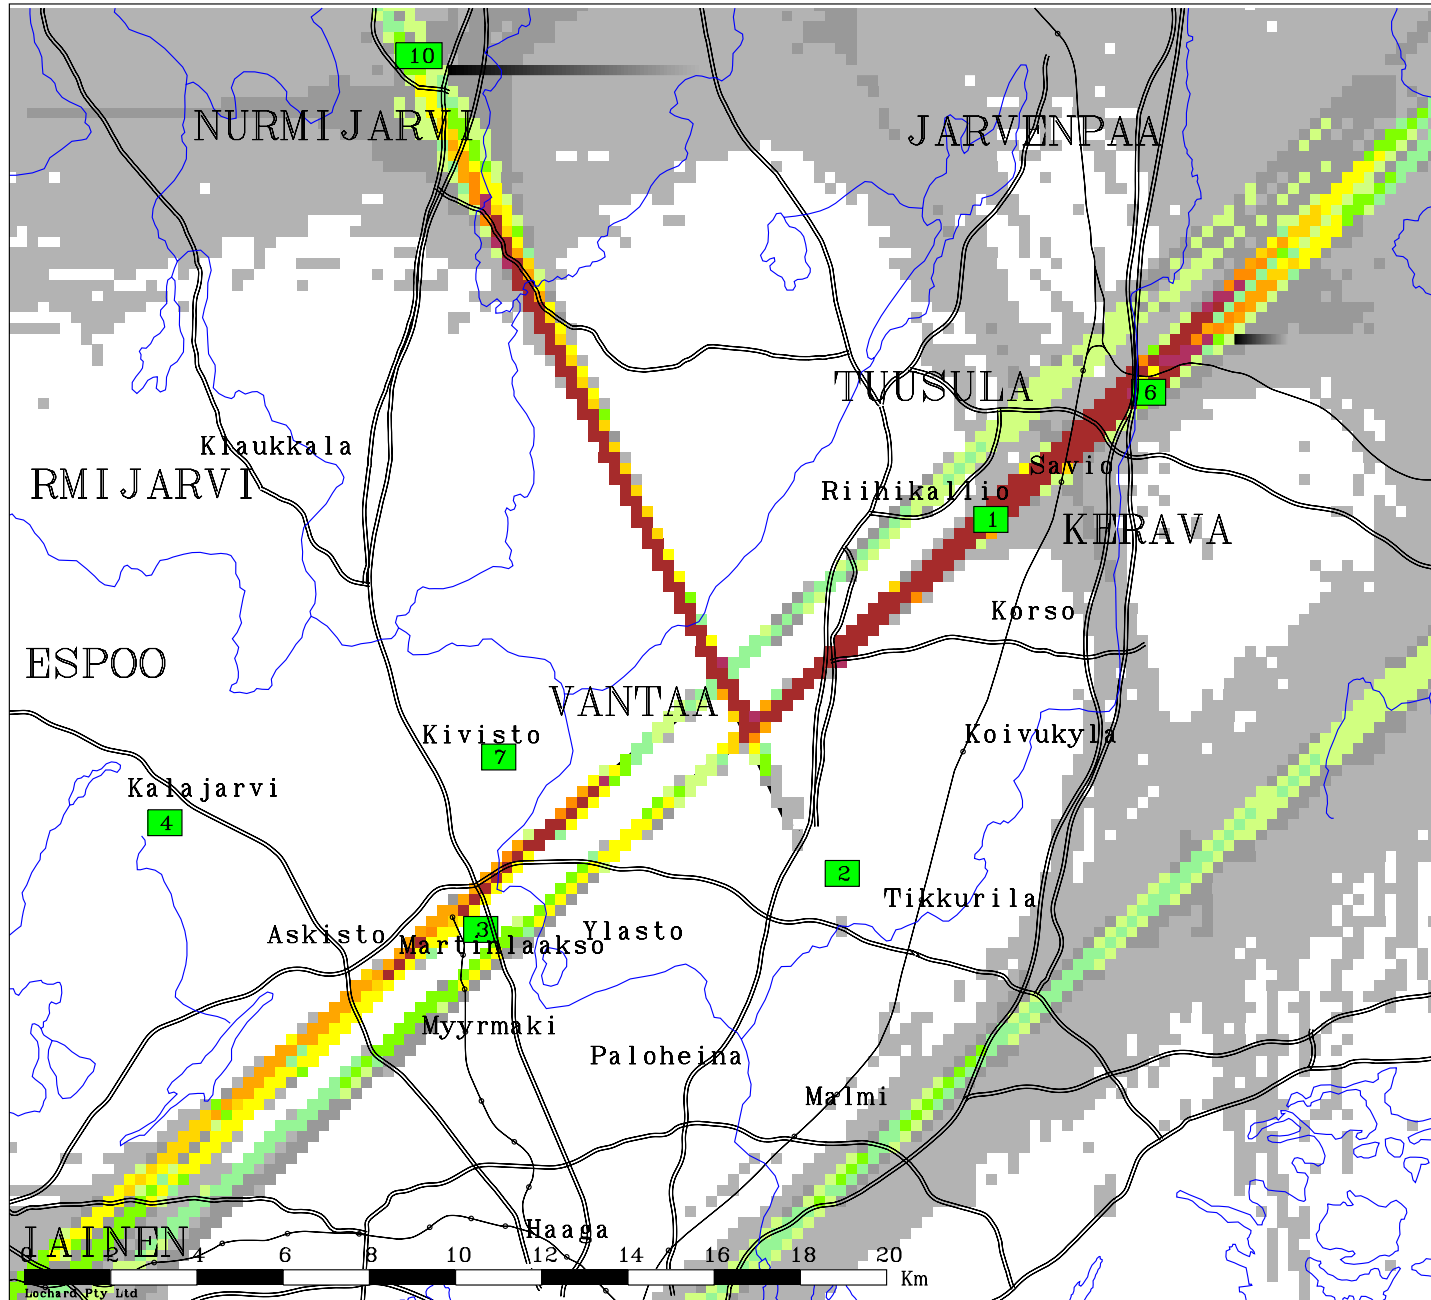 10
NURMIJARVI
JARVENPAA
TUUSULA
6
Klaukkala
Savio
RMIJARVI
Riihikallio
1
KERAVA
Korso
ESPOO
VANTAA
Kivisto
Koivukyla
7
Kalajarvi
4
2
Tikkurila
3
Askisto
Ylasto
Martinlaakso
Myyrmaki
Paloheina
Malmi
Haaga
JAINEN
0 2 4 6 8 10 12 14 16 18 20
Km
Lochard Pty Ltd